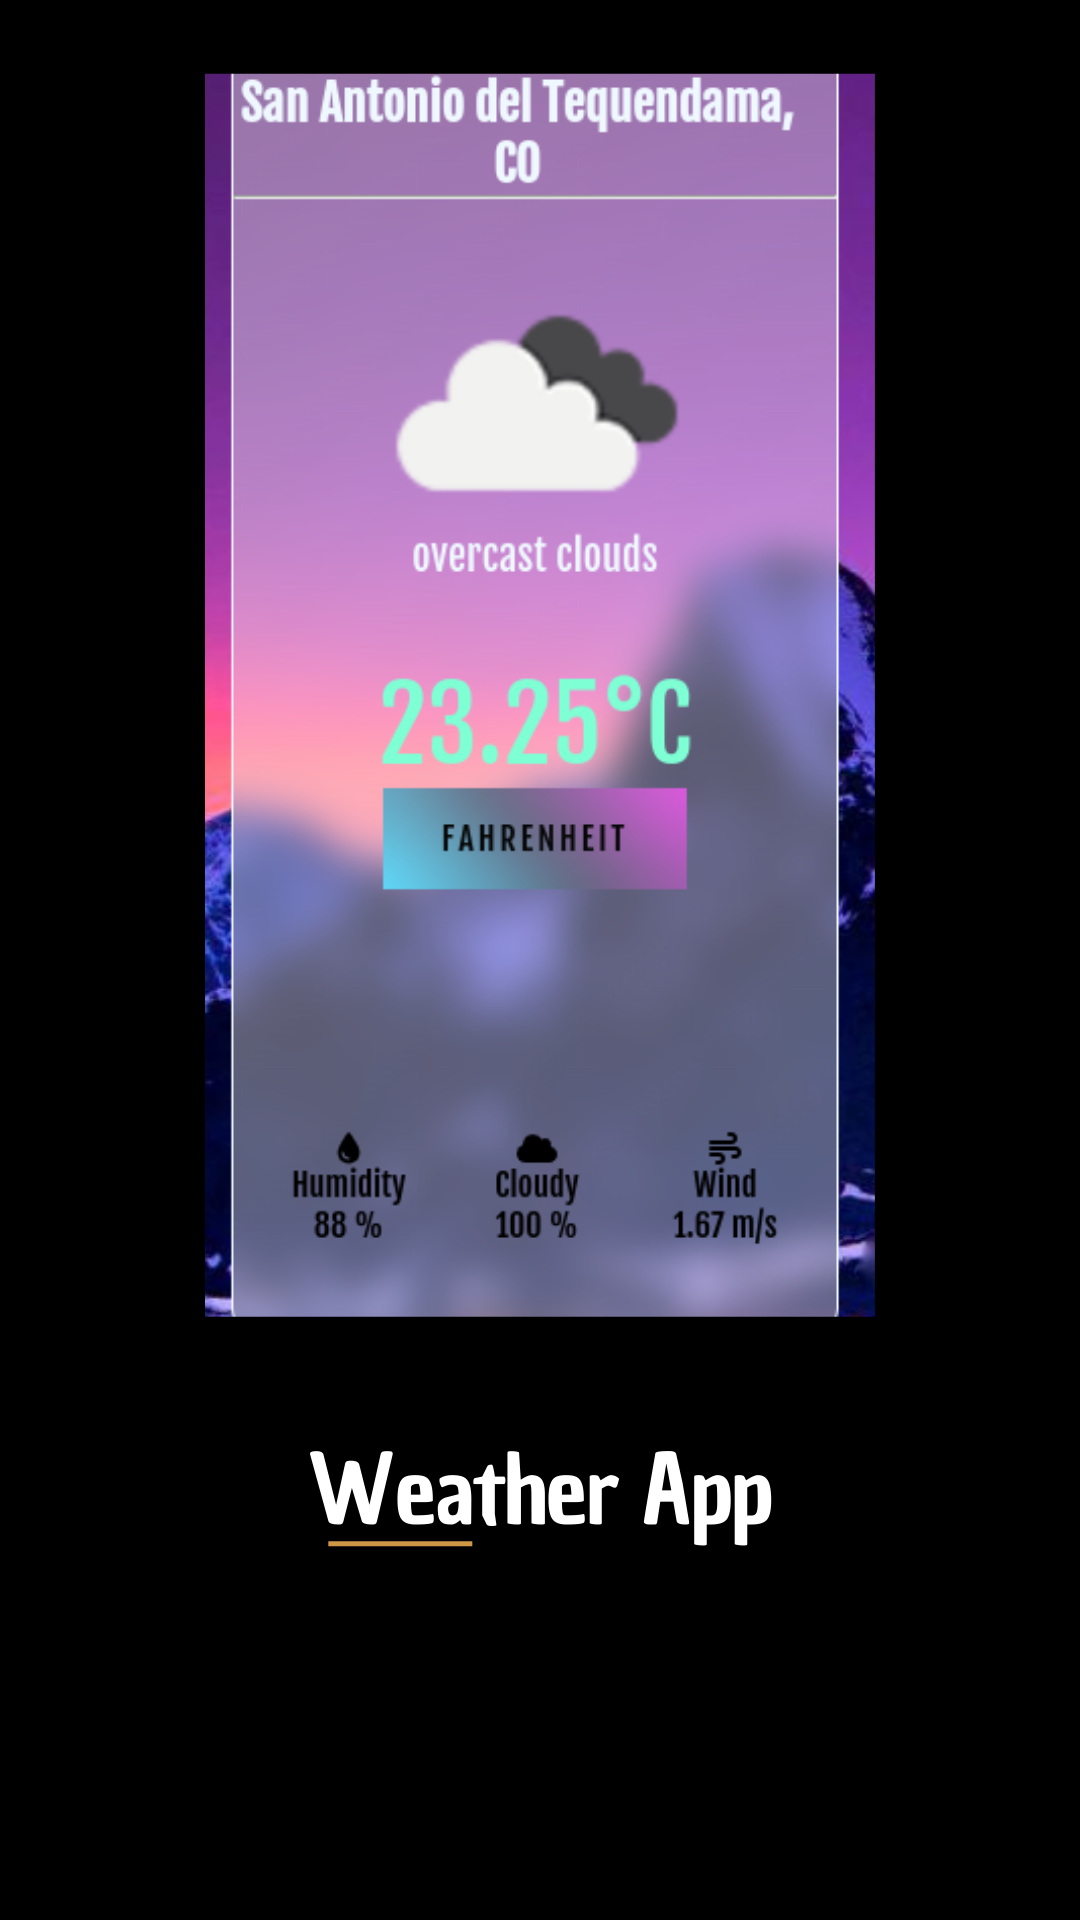 San Antonio del Tequendama,
CO
overcast clouds
23.25°C
FAHRENHEIT
Humidity Cloudy Wind
88 % 100 % 1.67 m/s
Weather App